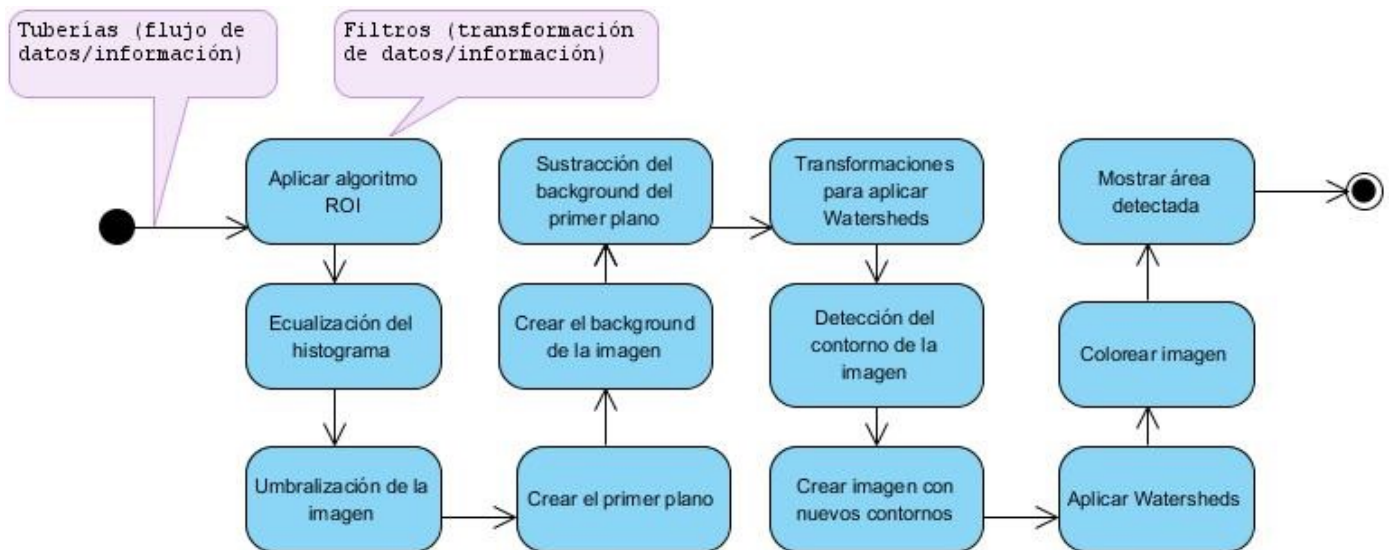 Tuberías (flujo de
datos/información)
Filtros (transformación
de datos/información)
Aplicar algoritmo
ROI
Ecualización del
histograma
Umbralización de la
imagen
Crear el primer plano
Crear el background
de la imagen
Sustracción del
background del
primer plano
Transformaciones
para aplicar
Watersheds
Detección del
contorno de la
imagen
Crear imagen con
nuevos contornos
Aplicar Watersheds
Colorear imagen
Mostrar área
detectada